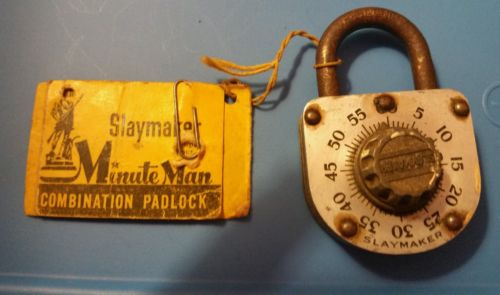 Slaymaker
Minute Man
COMBINATION PADLOCK
55 5
50 10
45 15
40 20
35 25
30
SLAYMAKER